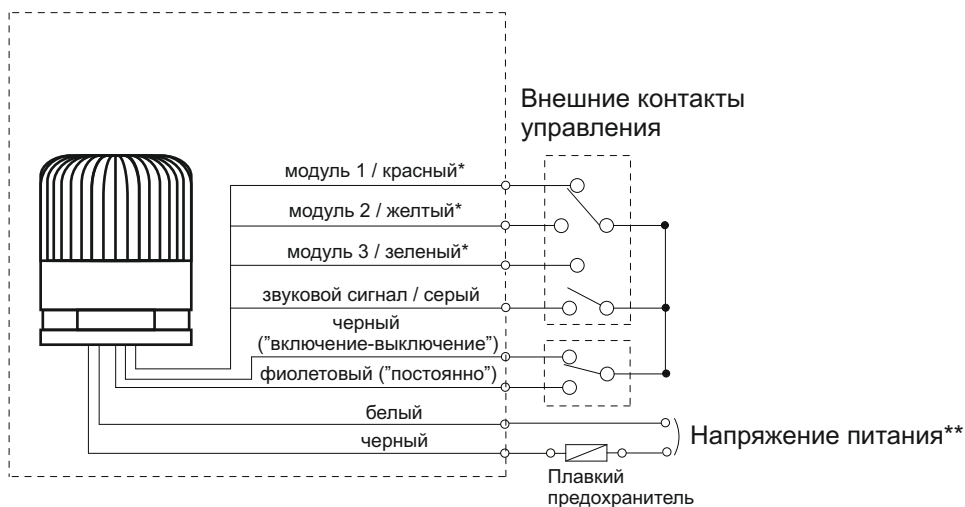 Внешние контакты
управления
модуль 1 / красный*
модуль 2 / желтый*
модуль 3 / зеленый*
звуковой сигнал / серый
черный
(”включение-выключение”)
фиолетовый (”постоянно”)
белый
черный
Напряжение питания**
Плавкий
предохранитель